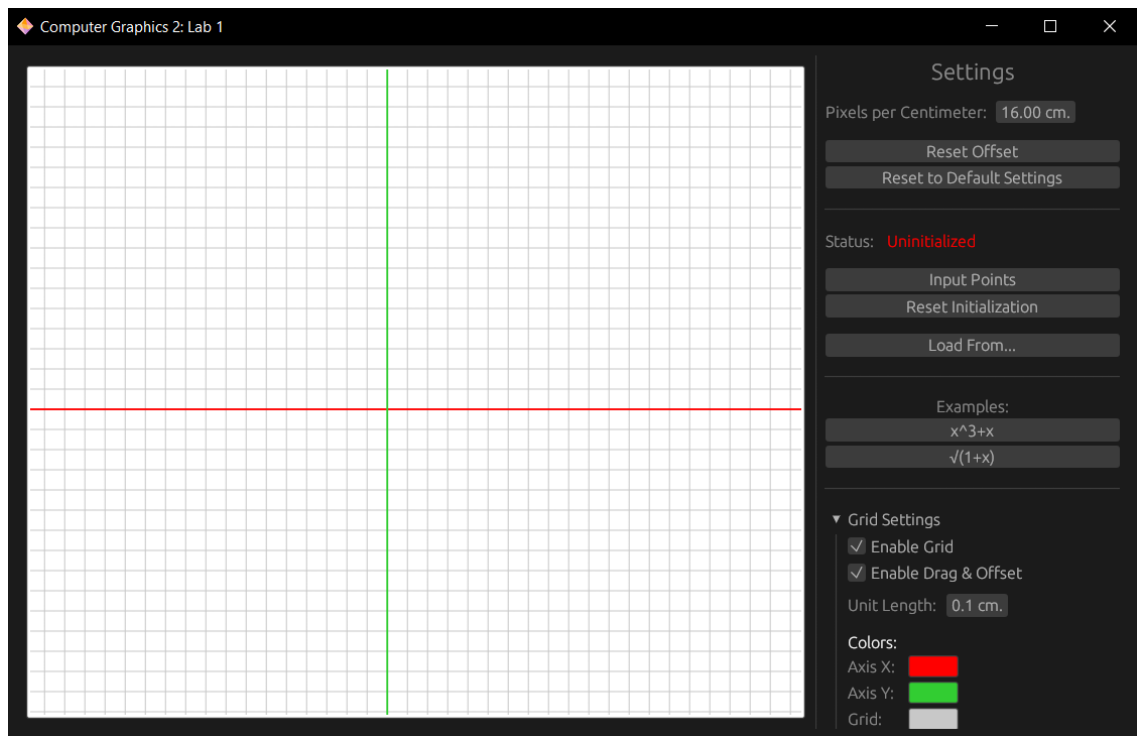 Computer Graphics 2: Lab 1
Settings
Pixels per Centimeter: 16.00 cm.
Reset Offset
Reset to Default Settings
Status: Uninitialized
Input Points
Reset Initialization
Load From...
Examples:
x^3+x
√(1+x)
Grid Settings
Enable Grid
Enable Drag & Offset
Unit Length: 0.1 cm.
Colors:
Axis X:
Axis Y:
Grid: